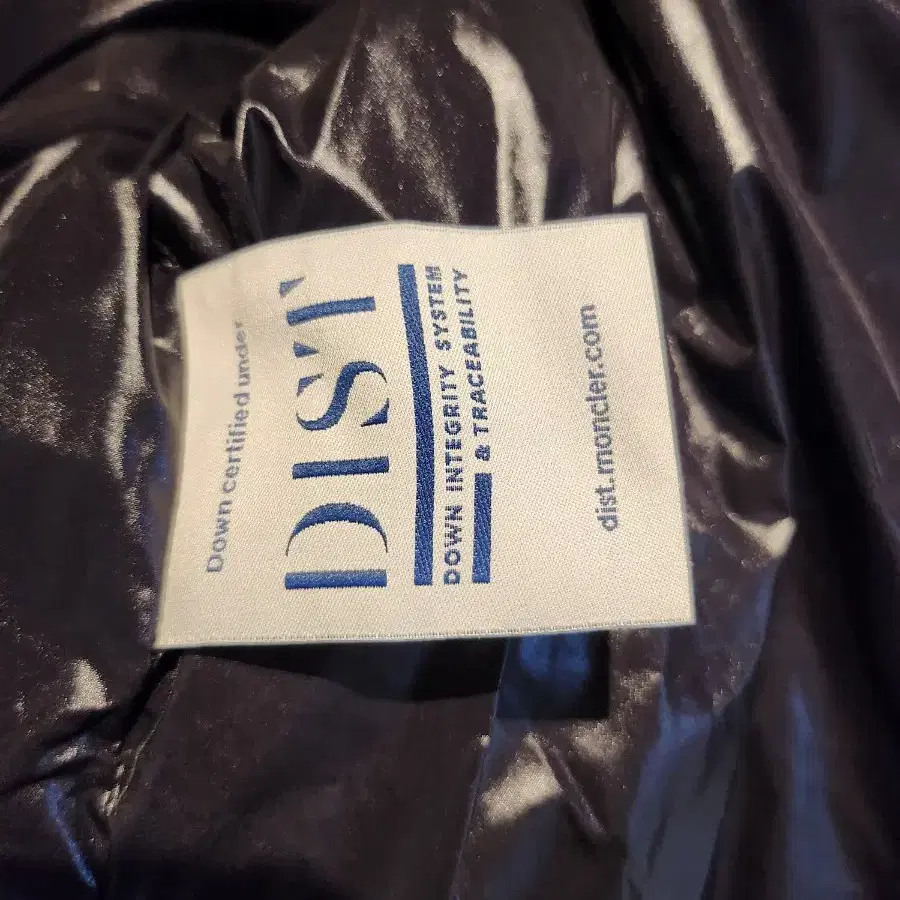 Down certified under
DIST
DOWN INTEGRITY SYSTEM
& TRACEABILITY
dist.moncler.com